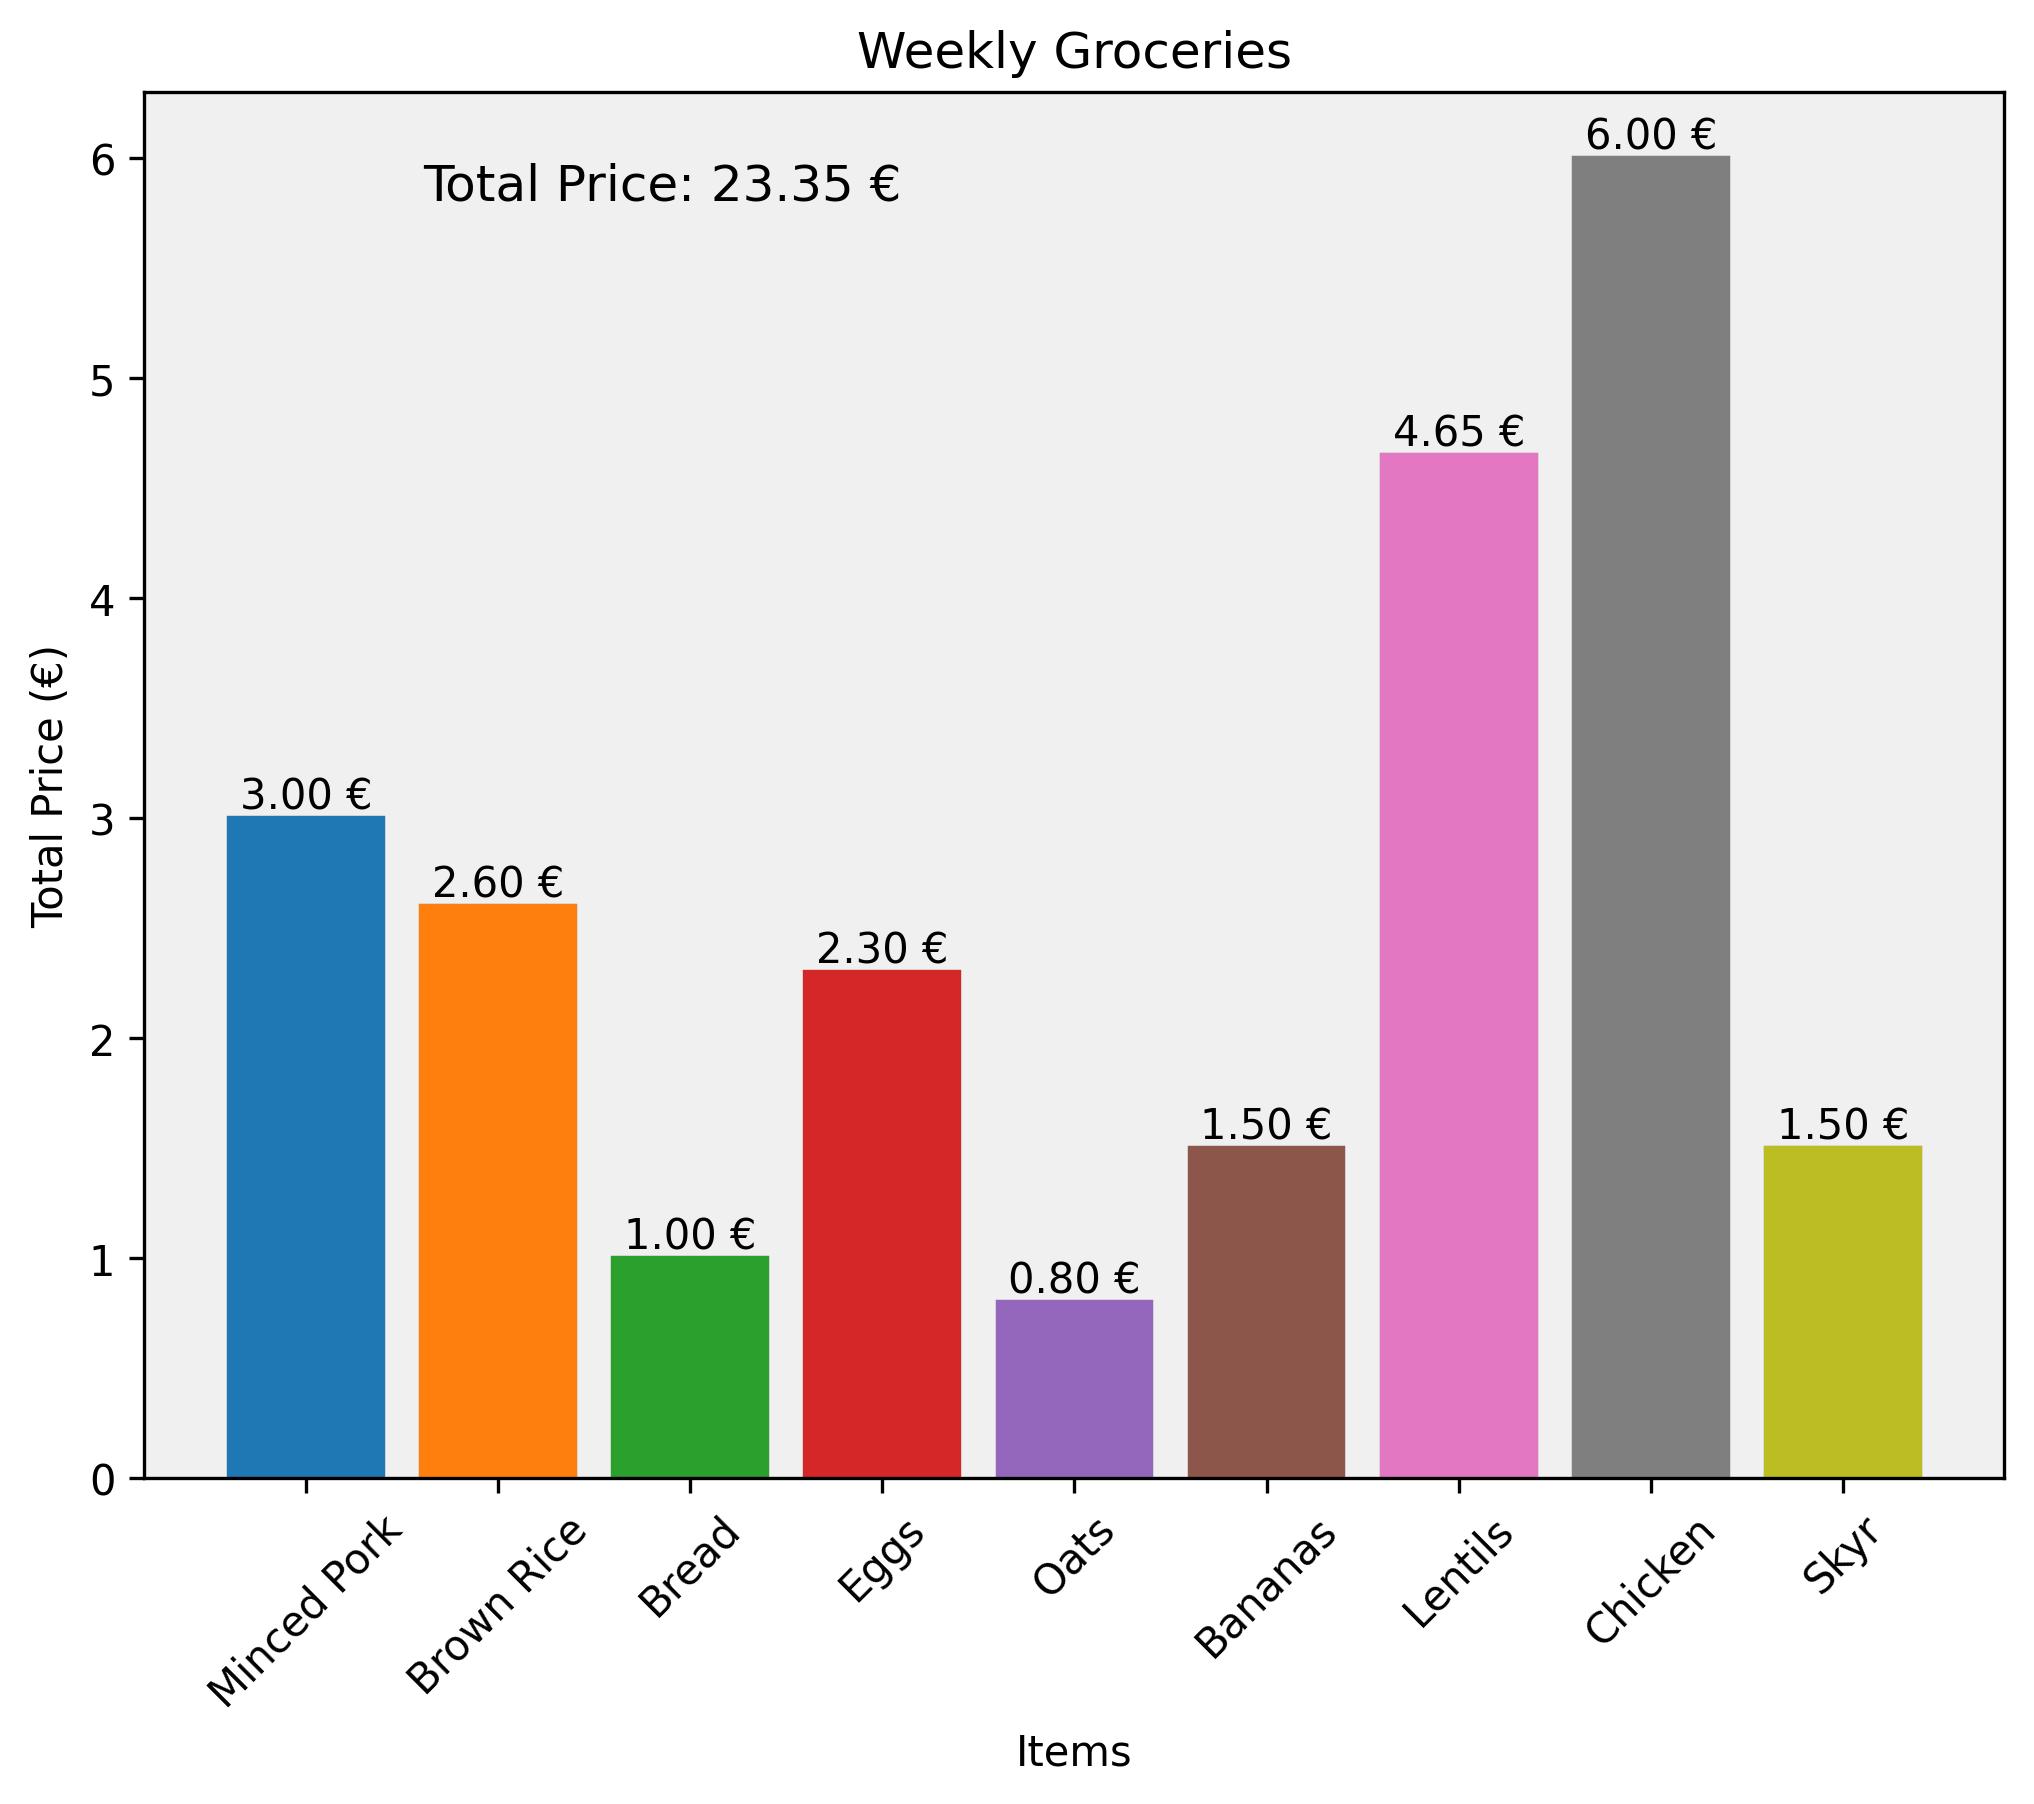 Weekly Groceries
Total Price: 23.35 €
Total Price (€)
6
5
4
3
2
1
0
3.00 €
2.60 €
1.00 €
2.30 €
0.80 €
1.50 €
4.65 €
6.00 €
1.50 €
Minced Pork
Brown Rice
Bread
Eggs
Oats
Bananas
Lentils
Chicken
Skyr
Items